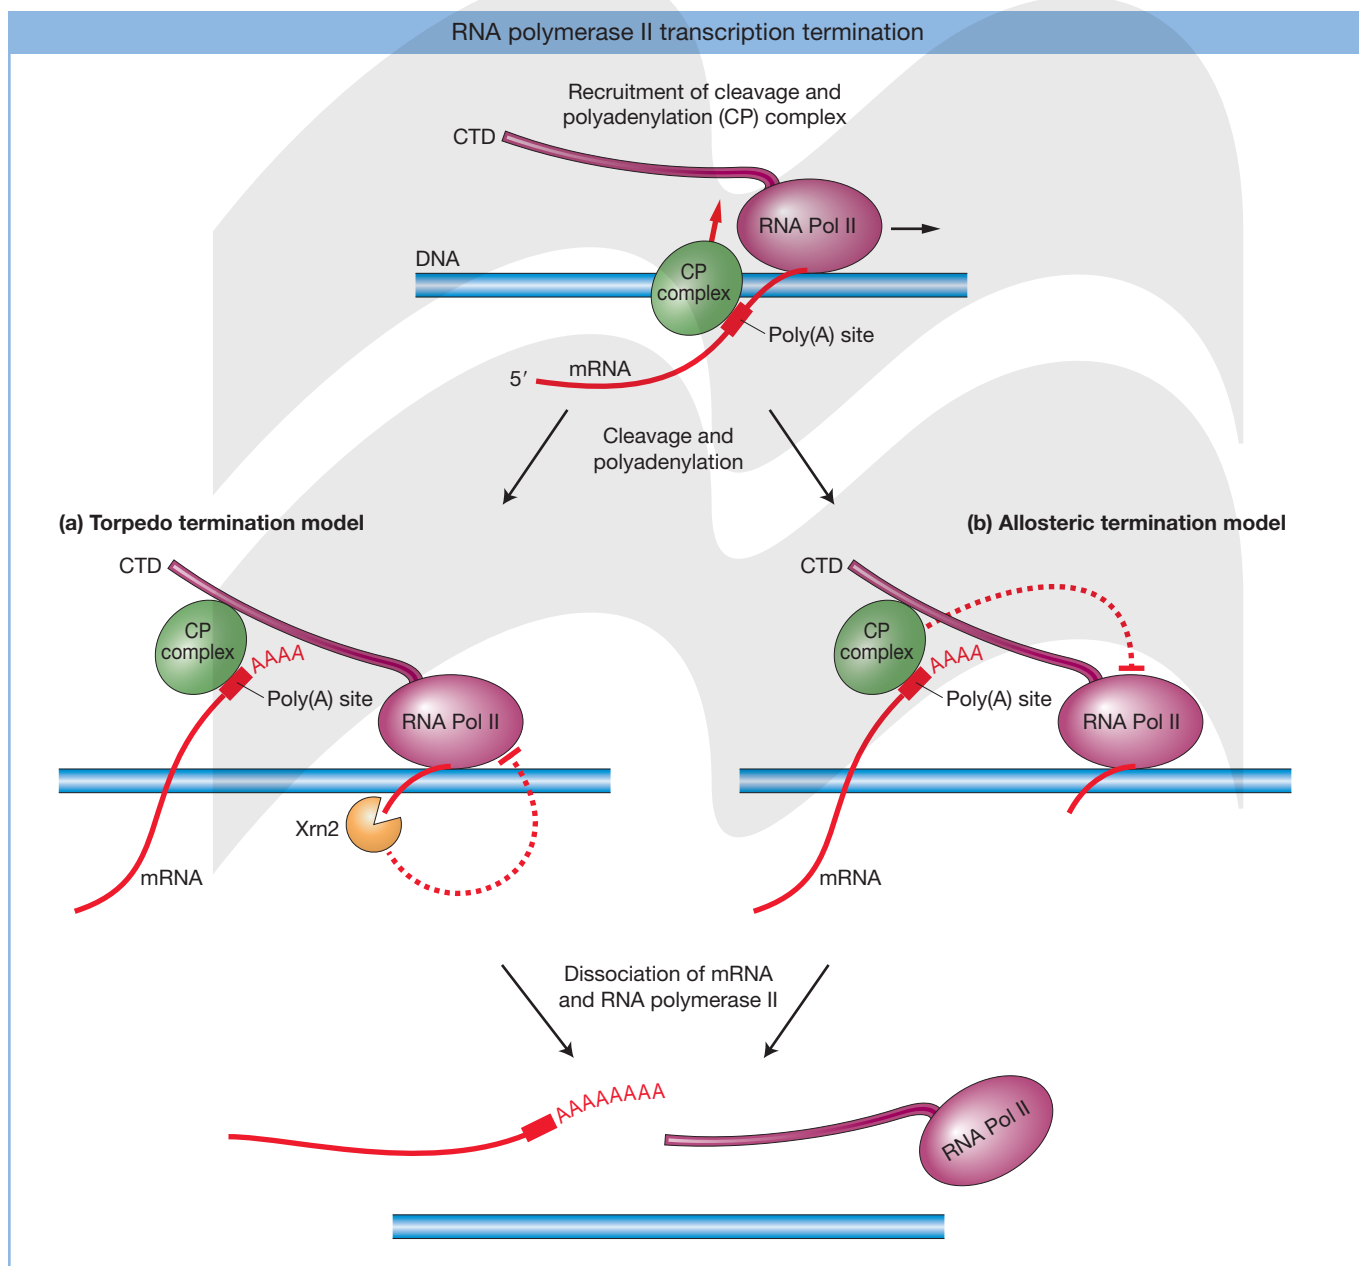 RNA polymerase II transcription termination
Recruitment of cleavage and
polyadenylation (CP) complex
CTD
RNA Pol II
DNA
CP
complex
Poly(A) site
5′
mRNA
Cleavage and
polyadenylation
(a) Torpedo termination model
CTD
CP
complex
AAAA
Poly(A) site
RNA Pol II
Xrn2
mRNA
(b) Allosteric termination model
CTD
CP
complex
AAAA
Poly(A) site
RNA Pol II
mRNA
Dissociation of mRNA
and RNA polymerase II
AAAAAAAA
RNA Pol II